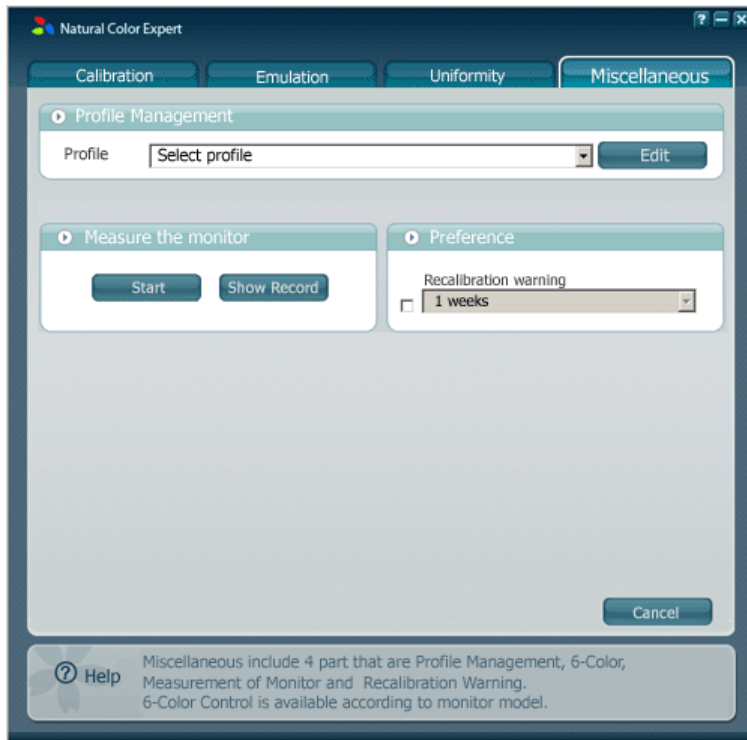 Natural Color Expert
Calibration Emulation Uniformity Miscellaneous
Profile Management
Profile Select profile Edit
Measure the monitor
Start Show Record
Preference
Recalibration warning
1 weeks
Cancel
Help
Miscellaneous include 4 part that are Profile Management, 6-Color,
Measurement of Monitor and Recalibration Warning.
6-Color Control is available according to monitor model.